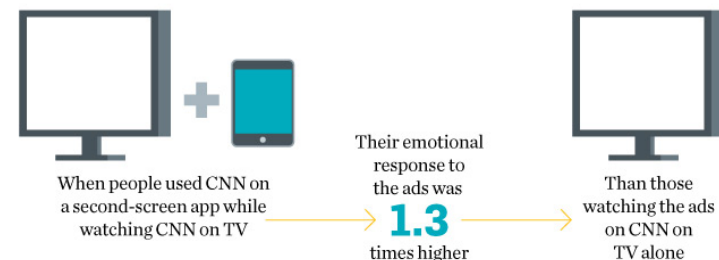 When people used CNN on
a second-screen app while
watching CNN on TV
Their emotional
response to
the ads was
1.3
times higher
Than those
watching the ads
on CNN on
TV alone